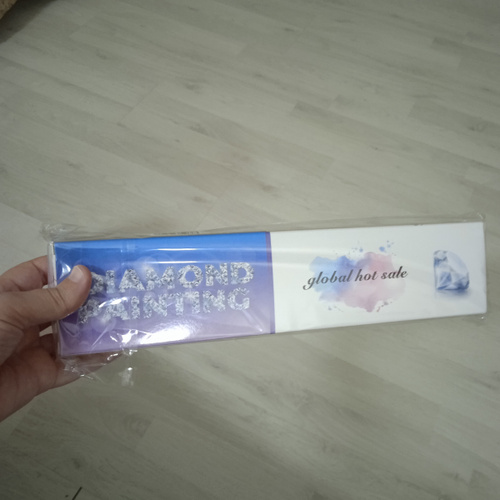 DIAMOND
PAINTING
global hot sale